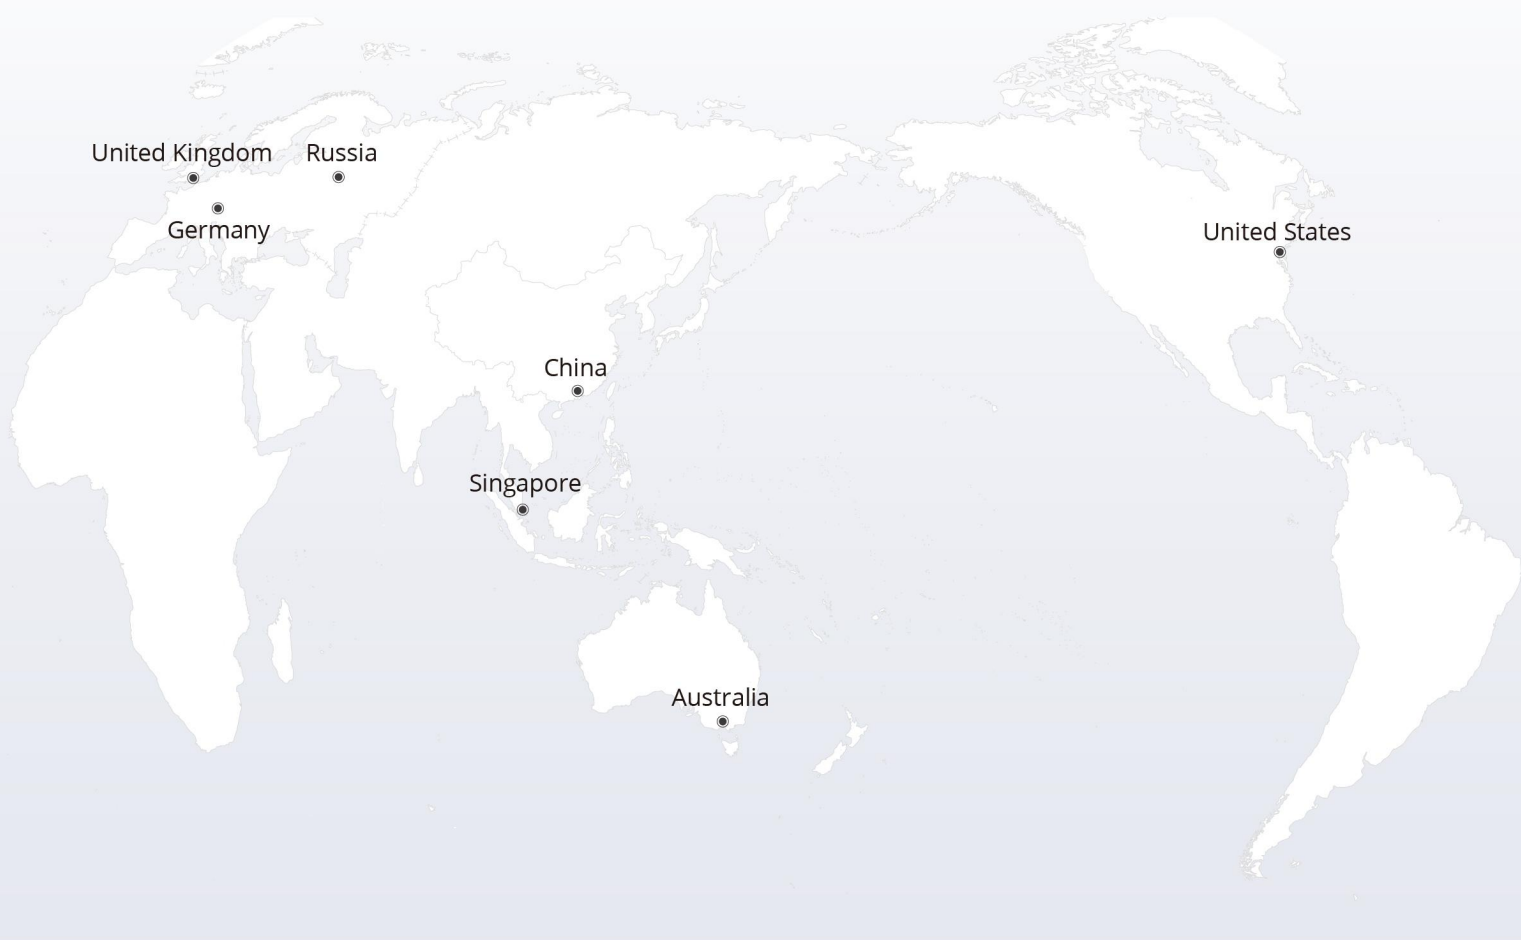 United Kingdom
Russia
Germany
United States
China
Singapore
Australia